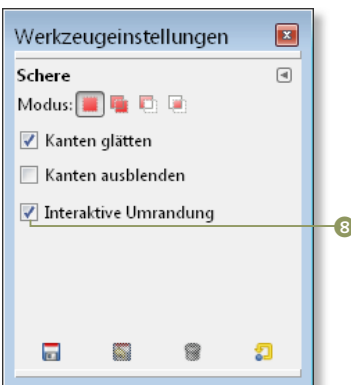 Werkzeugeinstellungen
Schere
Modus:
Kanten glätten
Kanten ausblenden
Interaktive Umrandung
8